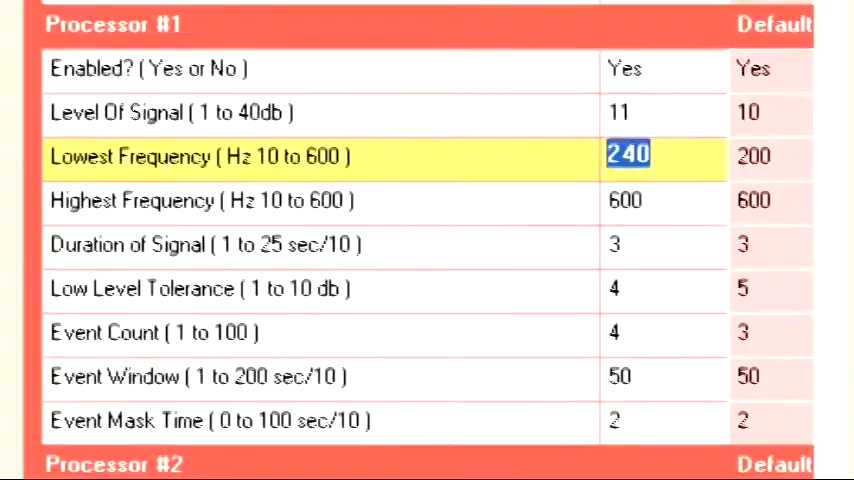 Processor #1 Default
Enabled? ( Yes or No ) Yes Yes
Level Of Signal ( 1 to 40db ) 11 10
Lowest Frequency ( Hz 10 to 600 ) 240 200
Highest Frequency ( Hz 10 to 600 ) 600 600
Duration of Signal ( 1 to 25 sec/10 ) 3 3
Low Level Tolerance ( 1 to 10 db ) 4 5
Event Count ( 1 to 100 ) 4 3
Event Window ( 1 to 200 sec/10 ) 50 50
Event Mask Time ( 0 to 100 sec/10 ) 2 2
Processor #2 Default